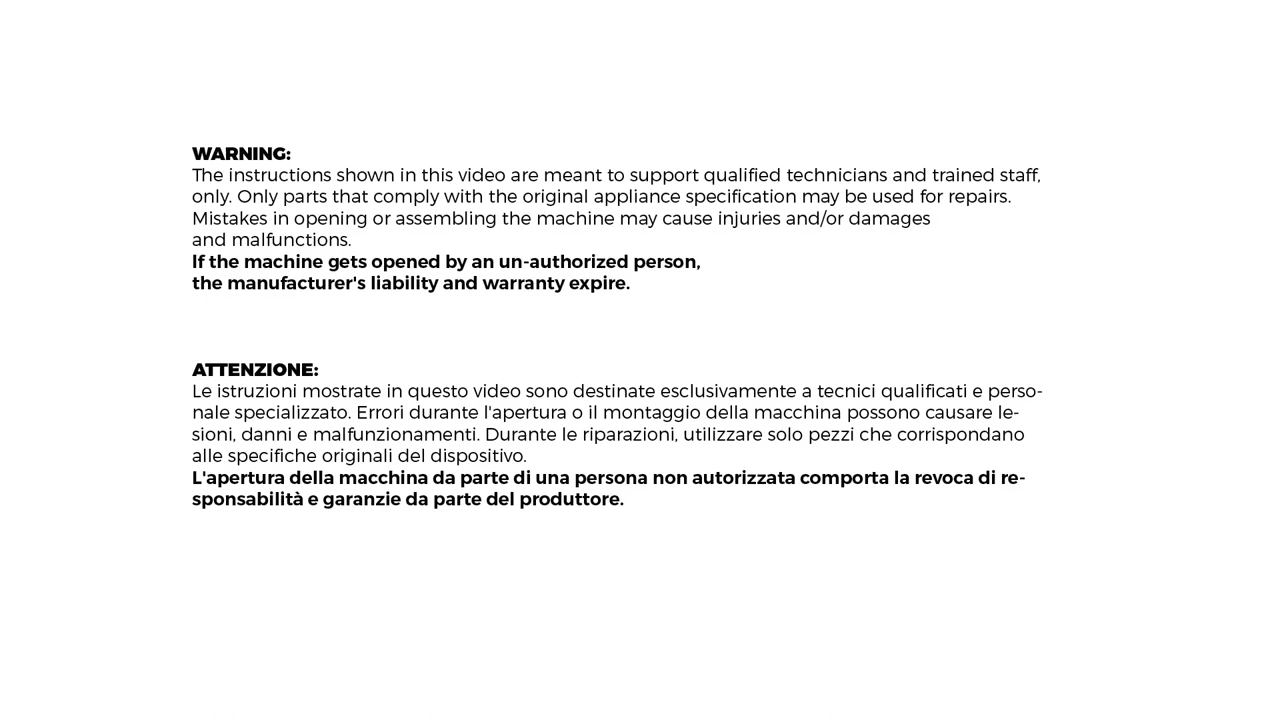 WARNING:
The instructions shown in this video are meant to support qualified technicians and trained staff,
only. Only parts that comply with the original appliance specification may be used for repairs.
Mistakes in opening or assembling the machine may cause injuries and/or damages
and malfunctions.
If the machine gets opened by an un-authorized person,
the manufacturer's liability and warranty expire.
ATTENZIONE:
Le istruzioni mostrate in questo video sono destinate esclusivamente a tecnici qualificati e perso-
nale specializzato. Errori durante l'apertura o il montaggio della macchina possono causare le-
sioni, danni e malfunzionamenti. Durante le riparazioni, utilizzare solo pezzi che corrispondano
alle specifiche originali del dispositivo.
L'apertura della macchina da parte di una persona non autorizzata comporta la revoca di re-
sponsabilità e garanzie da parte del produttore.